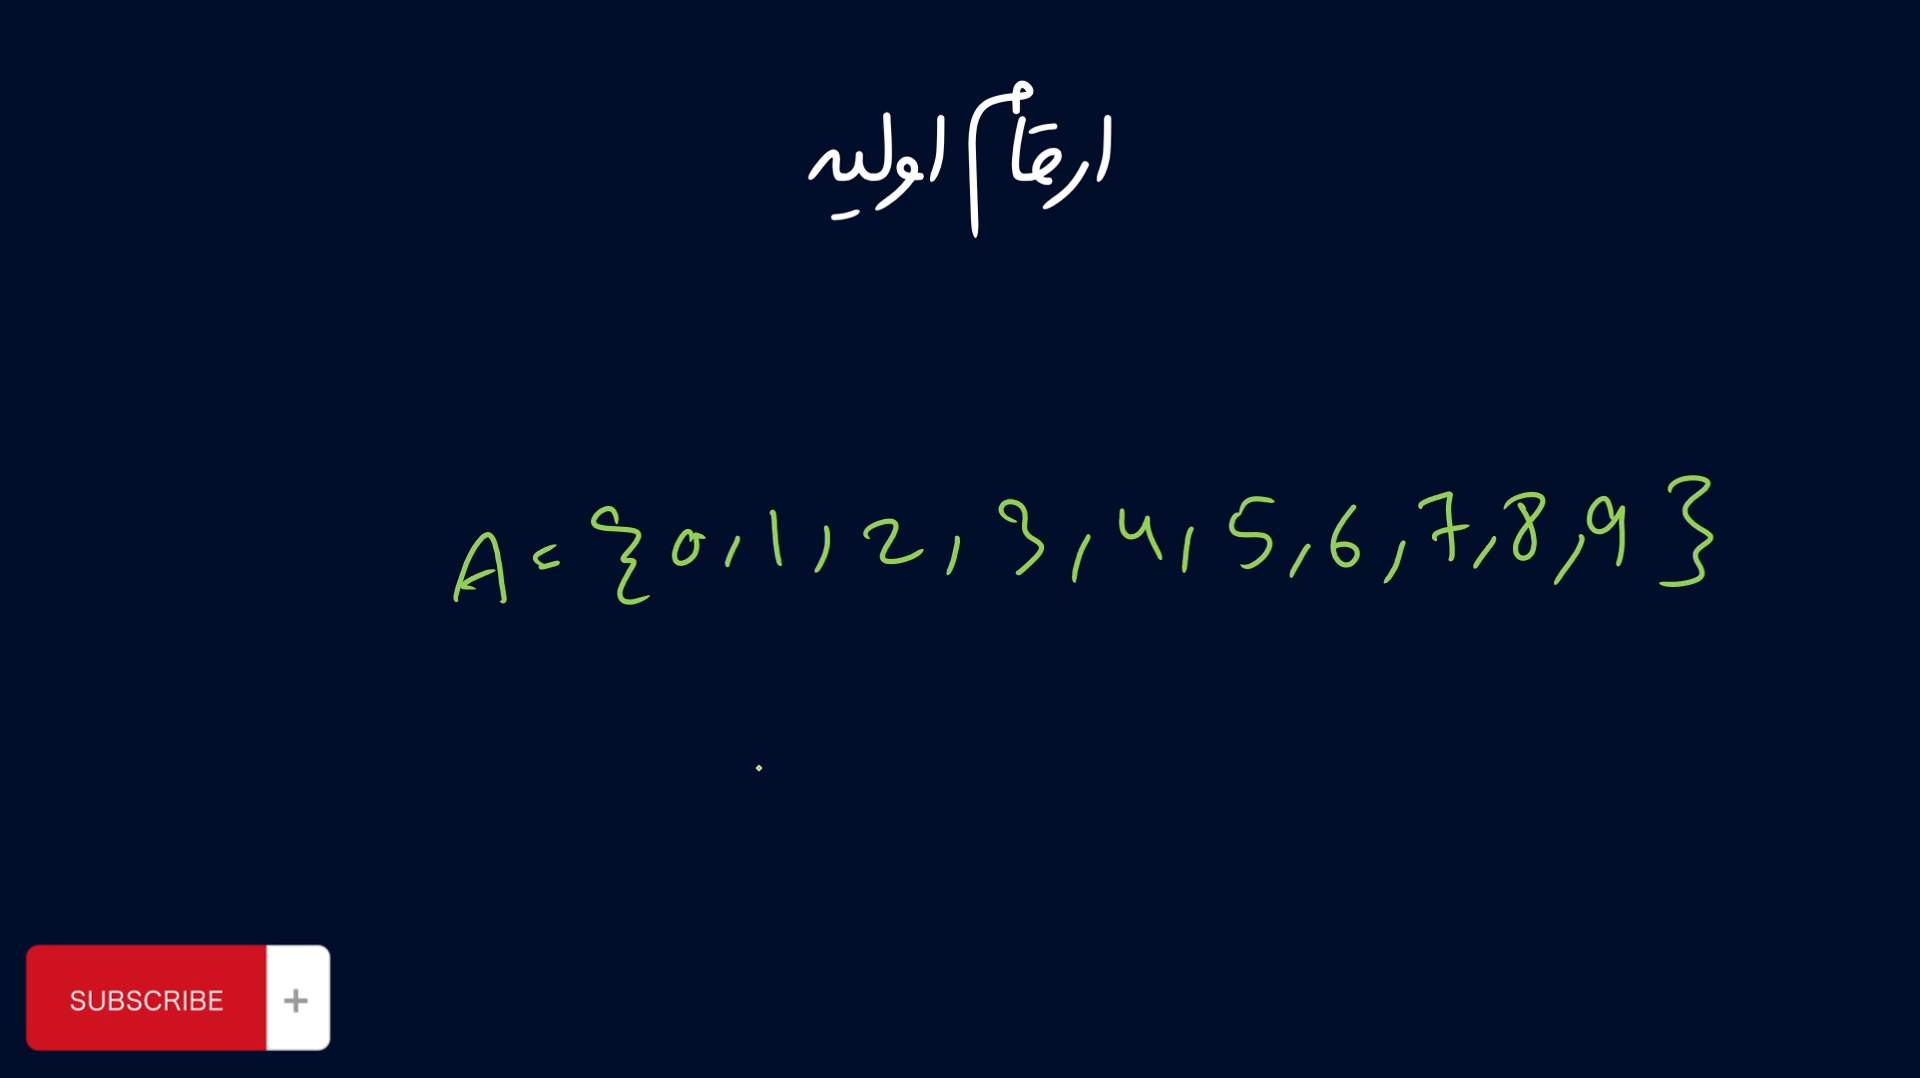 ارقام اولیه
A = {0, 1, 2, 3, 4, 5, 6, 7, 8, 9}
SUBSCRIBE +